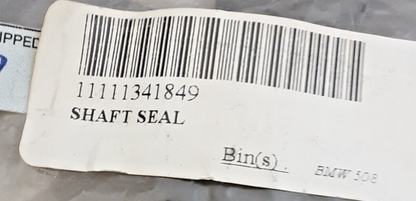 IPPED
11111341849
SHAFT SEAL
Bin(s) .
BMW 508